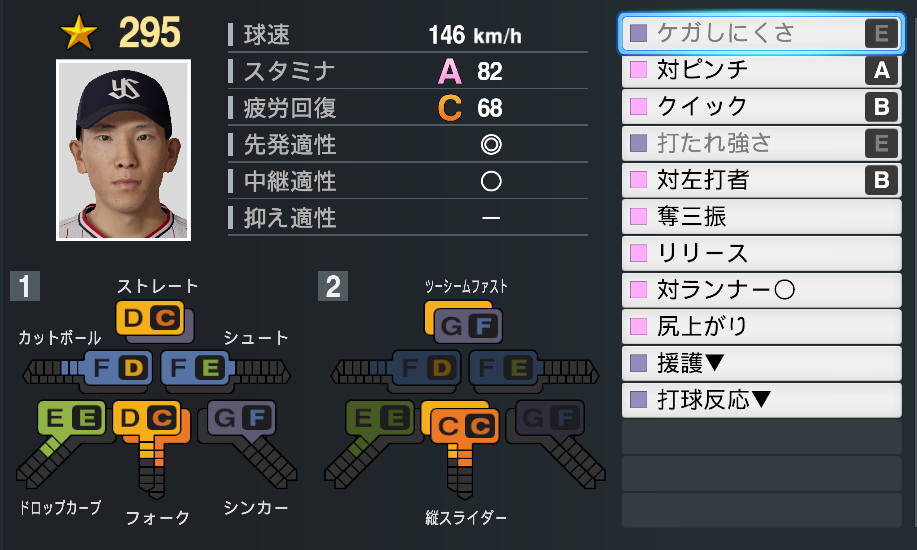 295
球速 146 km/h
スタミナ A 82
疲労回復 C 68
先発適性 ◎
中継適性 ○
抑え適性 −
ケガしにくさ E
対ピンチ A
クイック B
打たれ強さ E
対左打者 B
奪三振
リリース
対ランナー○
尻上がり
援護▼
打球反応▼
YS
1
ストレート
D C
カットボール シュート
F D F E
E E D C G F
ドロップカーブ フォーク シンカー
2
ツーシームファスト
G F
F D F E
E E C C G F
縦スライダー